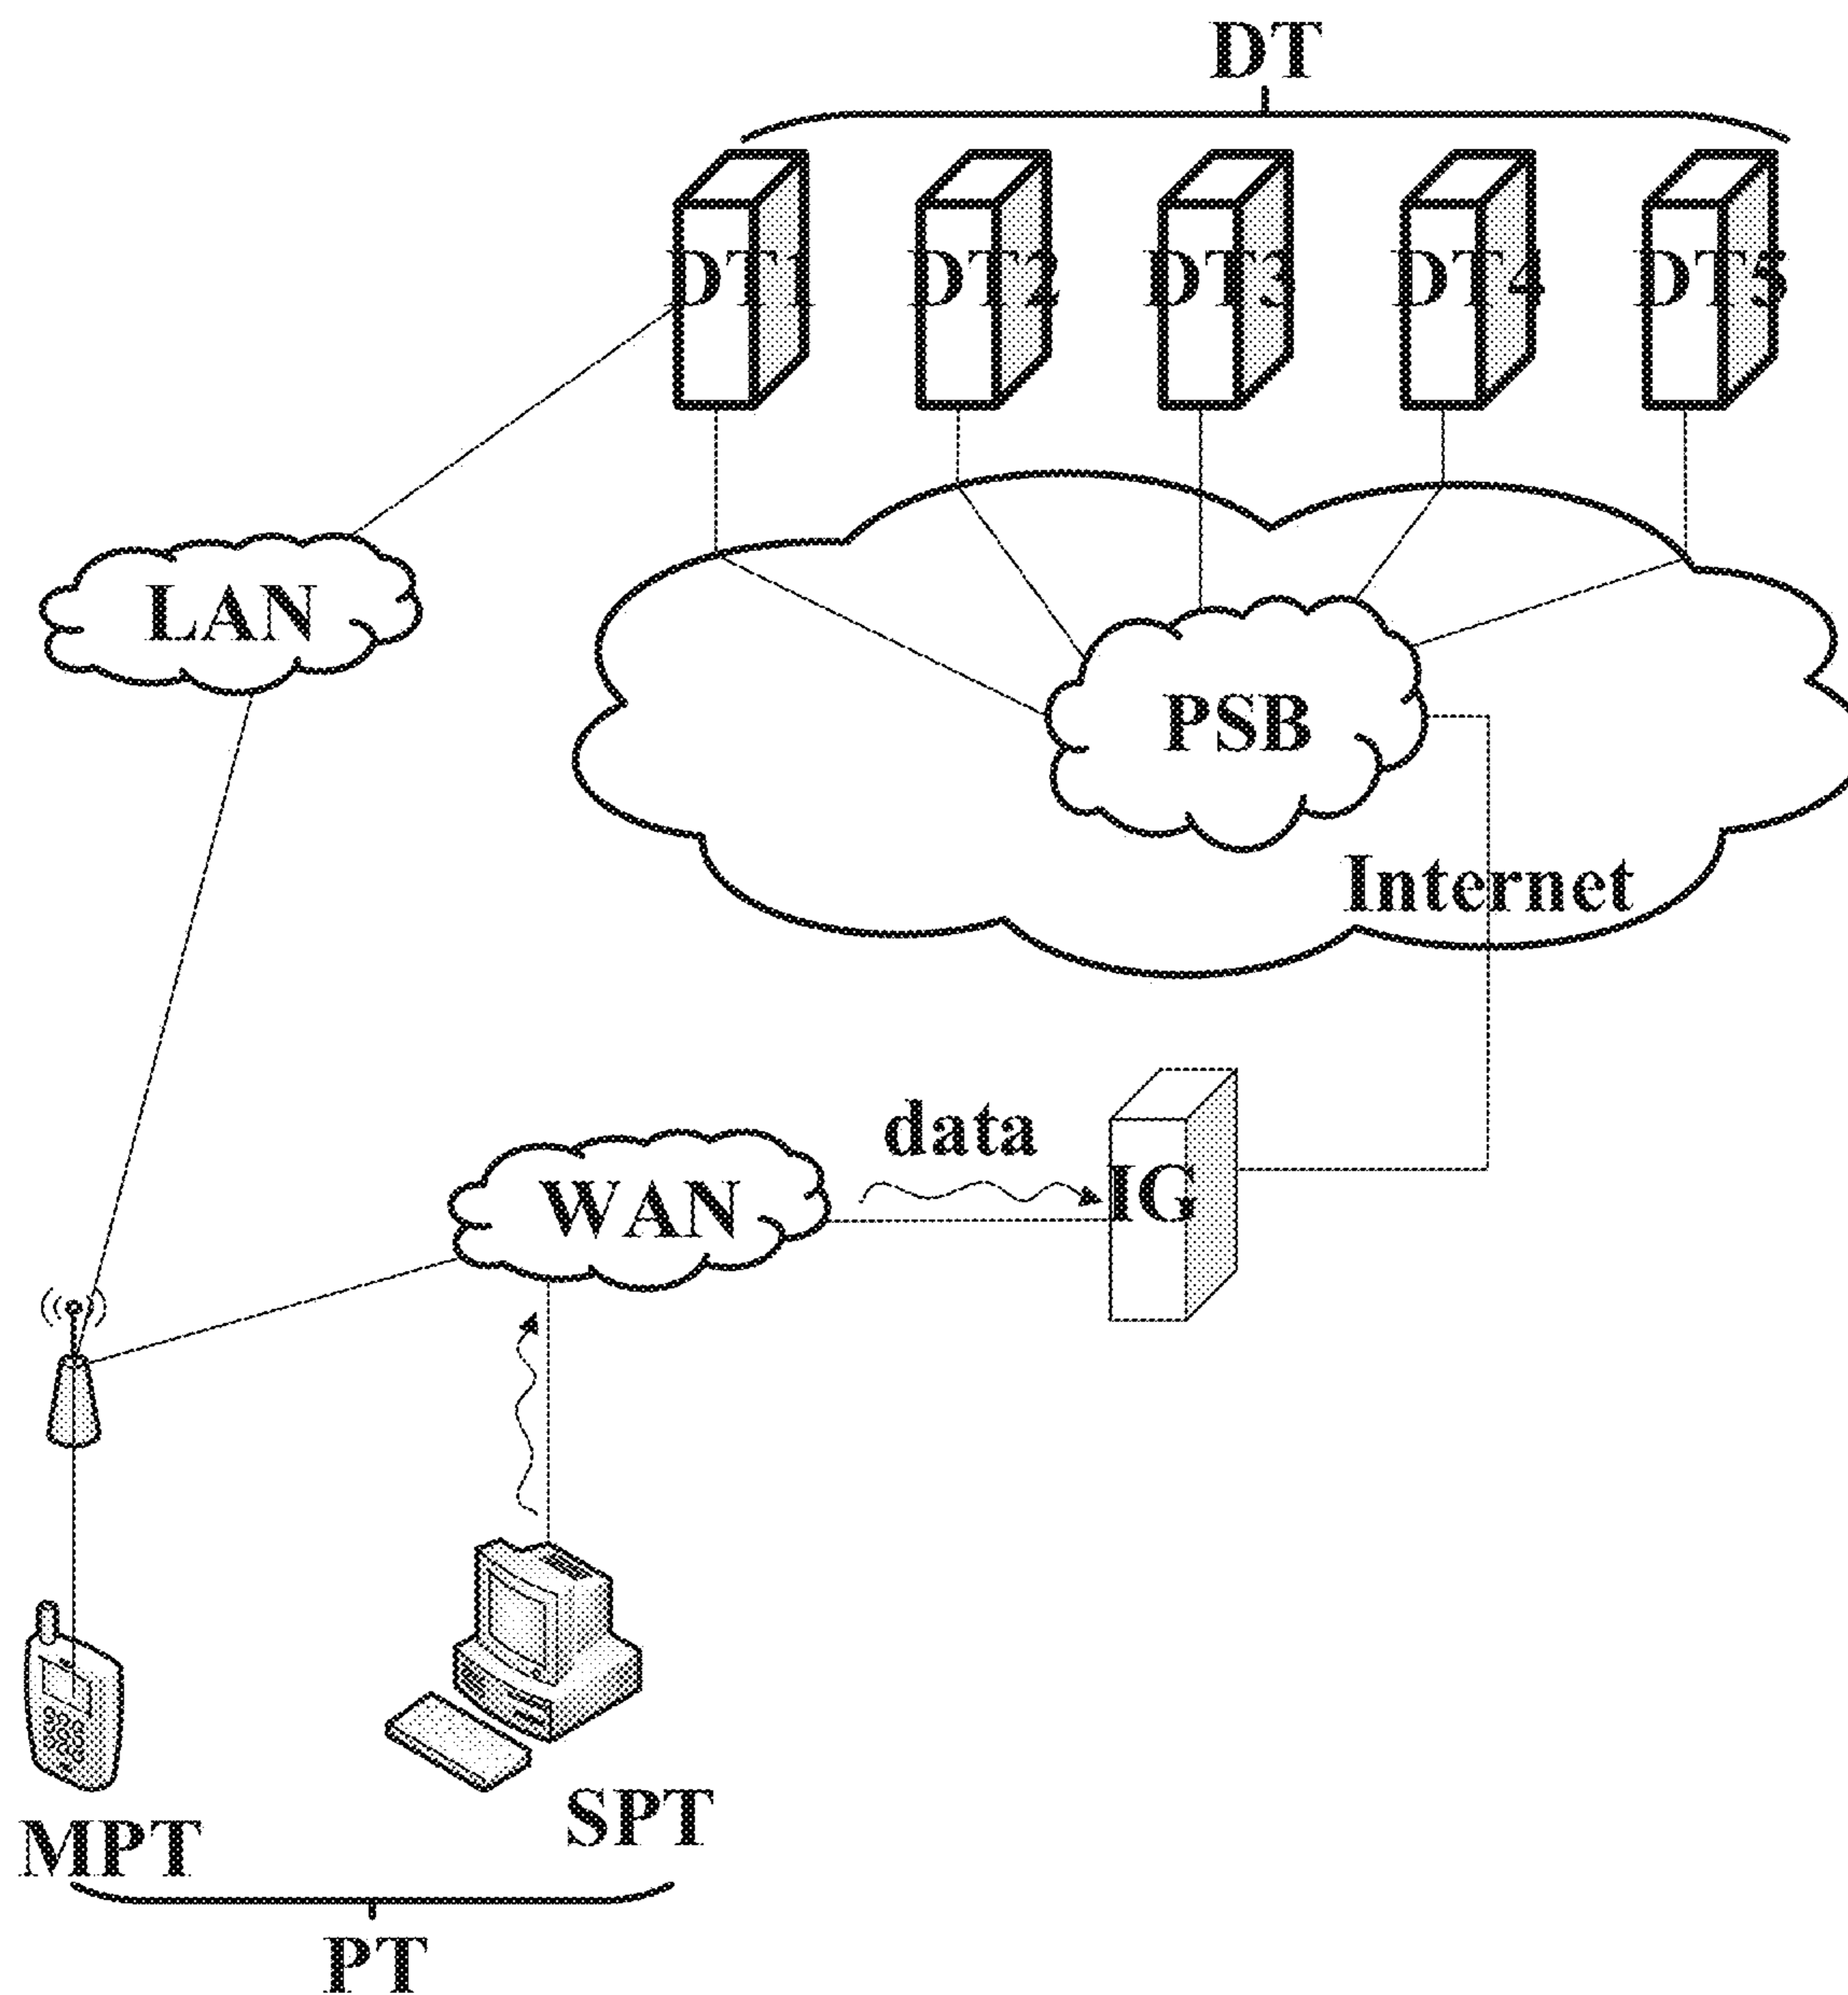 DT
DT1
DT2
DT3
DT4
DT5
LAN
PSB
Internet
data
WAN
IG
SPT
MPT
PT